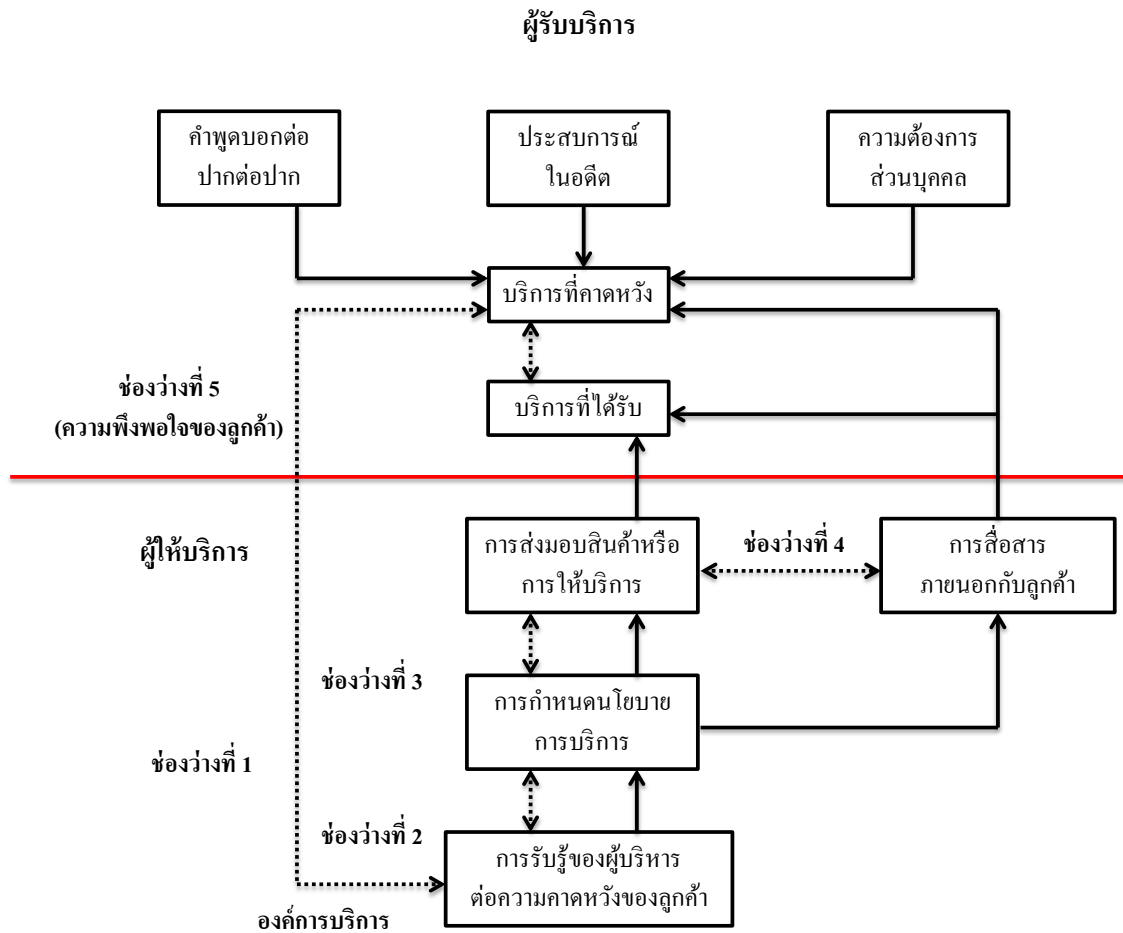 ผู้รับบริการ
คำพูดบอกต่อ
ปากต่อปาก
ประสบการณ์
ในอดีต
ความต้องการ
ส่วนบุคคล
บริการที่คาดหวัง
ช่องว่างที่ 5
(ความพึงพอใจของลูกค้า)
บริการที่ได้รับ
ผู้ให้บริการ
การส่งมอบสินค้าหรือ
การให้บริการ
ช่องว่างที่ 4
การสื่อสาร
ภายนอกกับลูกค้า
ช่องว่างที่ 3
การกำหนดนโยบาย
การบริการ
ช่องว่างที่ 1
ช่องว่างที่ 2
การรับรู้ของผู้บริหาร
ต่อความคาดหวังของลูกค้า
องค์การบริการ